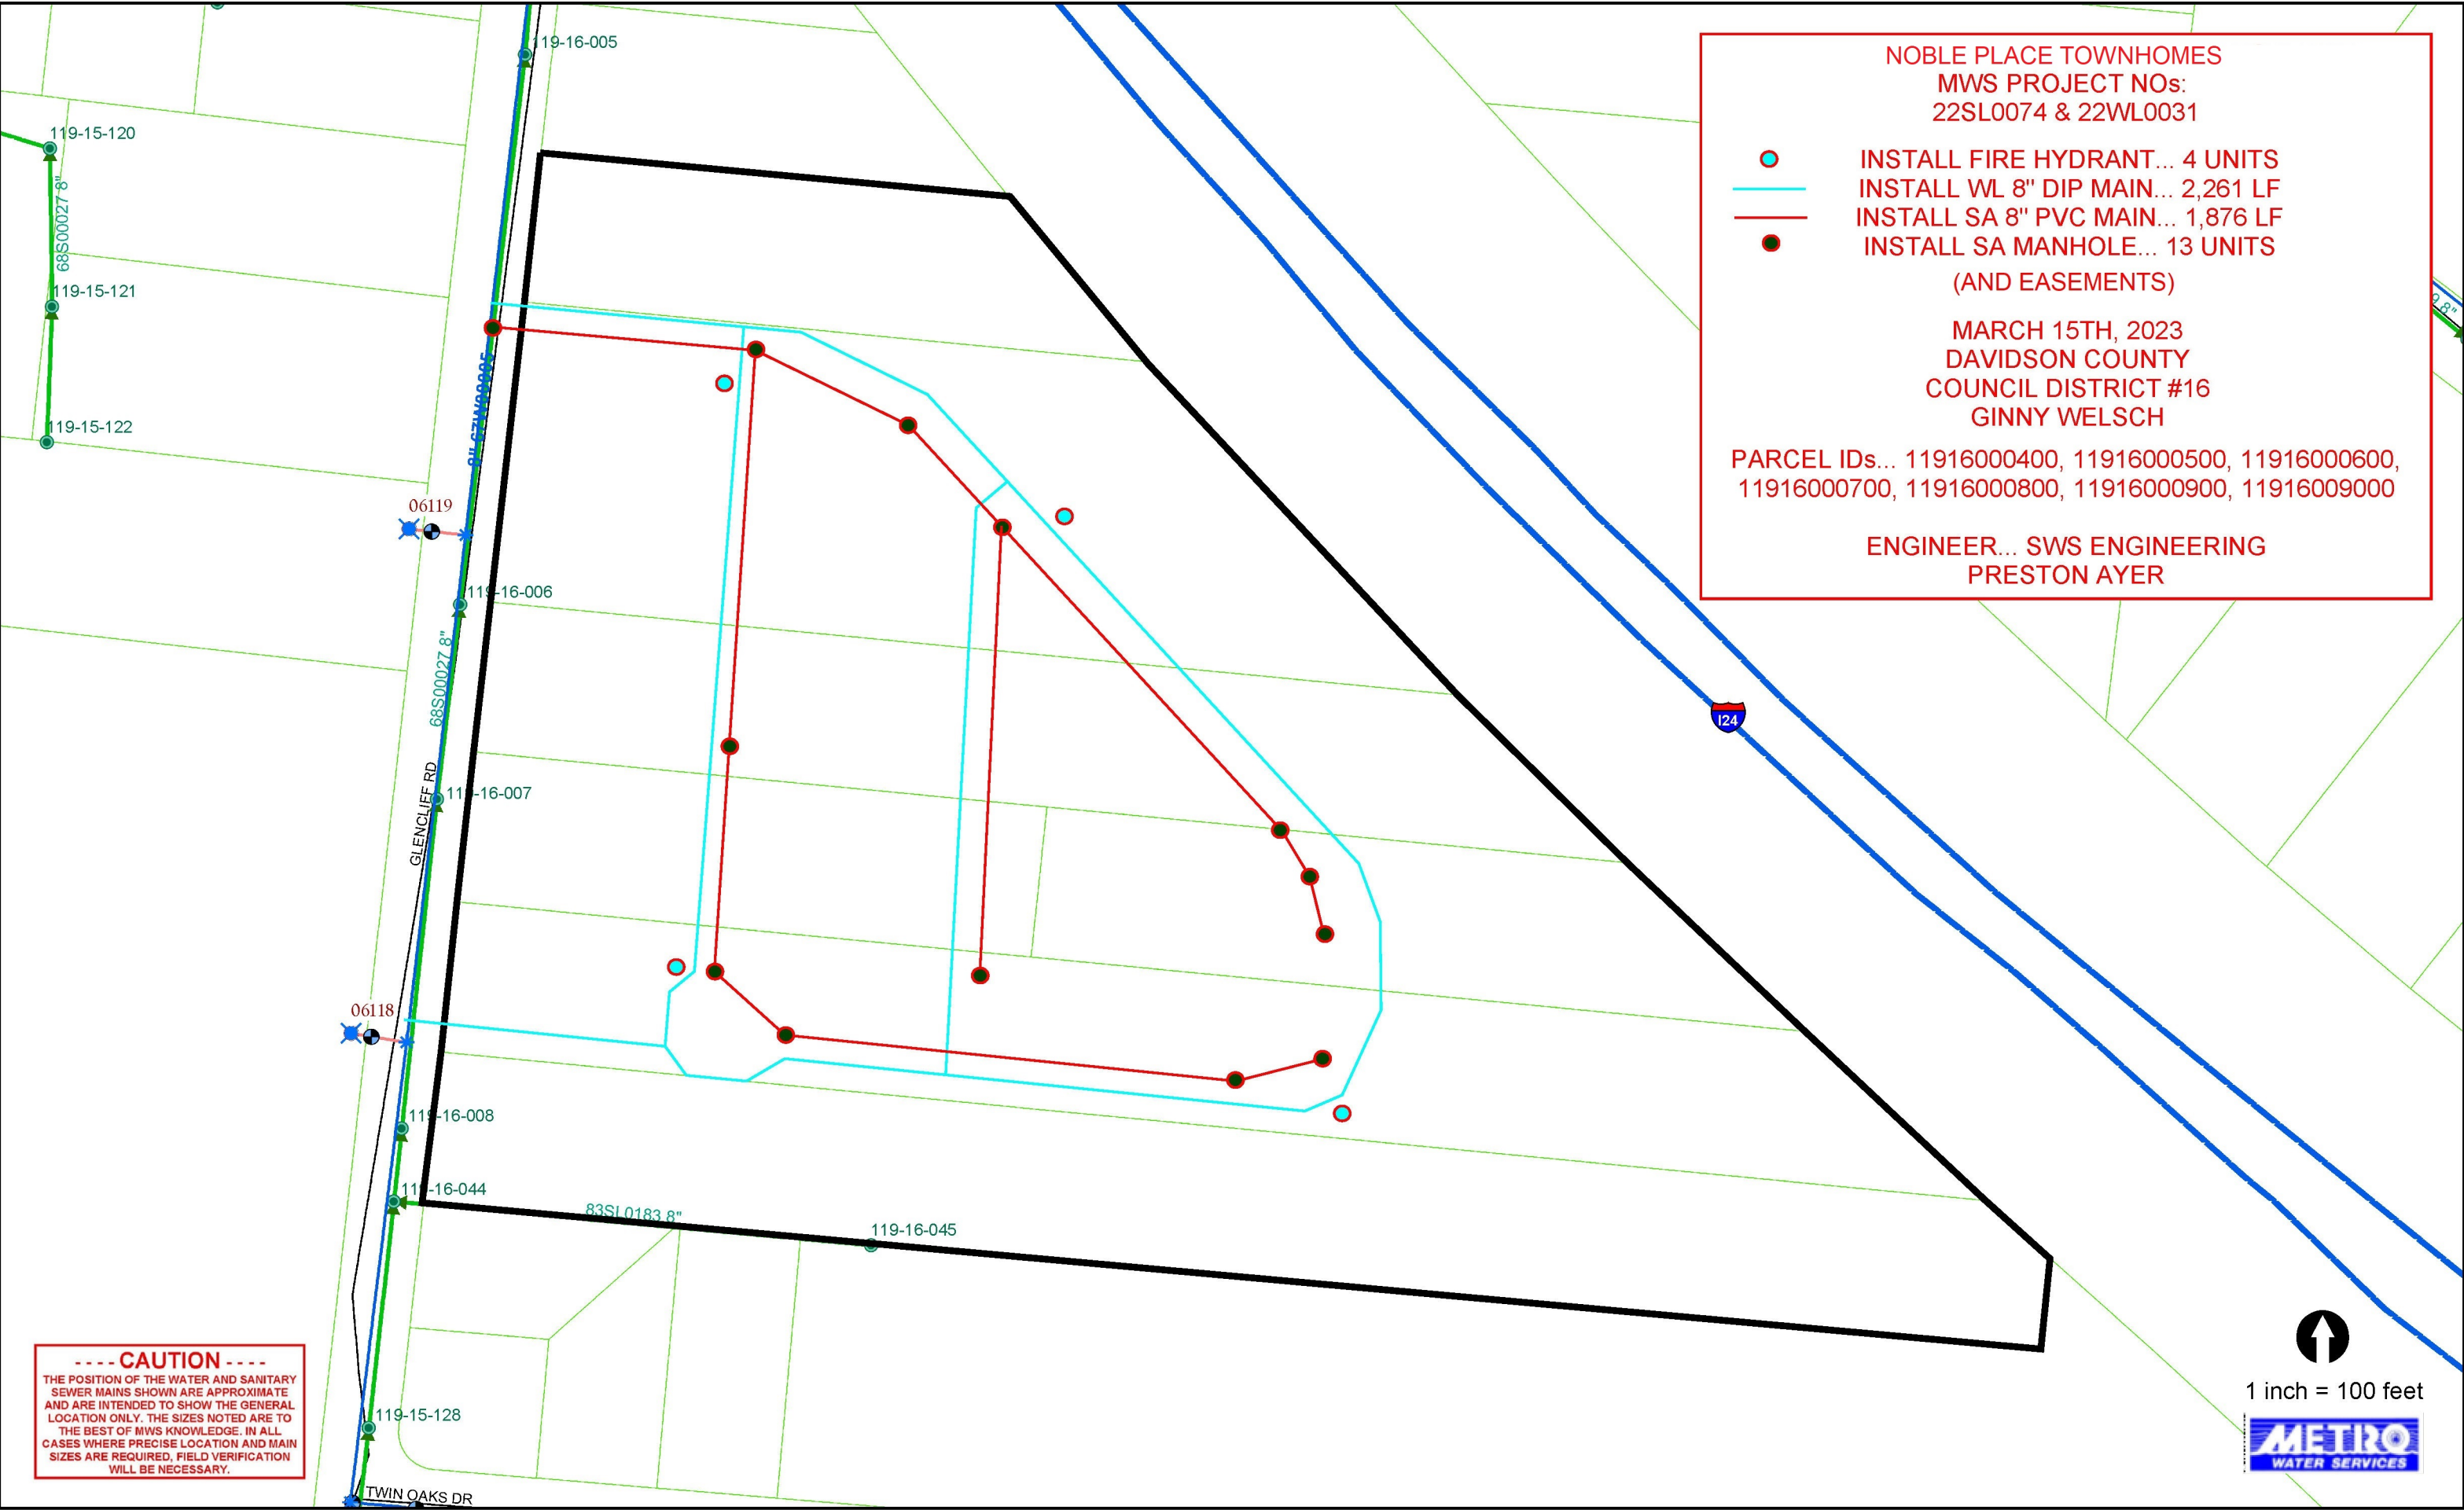 NOBLE PLACE TOWNHOMES
MWS PROJECT NOs:
22SL0074 & 22WL0031
INSTALL FIRE HYDRANT... 4 UNITS
INSTALL WL 8" DIP MAIN... 2,261 LF
INSTALL SA 8" PVC MAIN... 1,876 LF
INSTALL SA MANHOLE... 13 UNITS
(AND EASEMENTS)
MARCH 15TH, 2023
DAVIDSON COUNTY
COUNCIL DISTRICT #16
GINNY WELSCH
PARCEL IDs... 11916000400, 11916000500, 11916000600,
11916000700, 11916000800, 11916000900, 11916009000
ENGINEER... SWS ENGINEERING
PRESTON AYER
119-16-005
119-15-120
68S00027 8"
119-15-121
119-15-122
8" 67W00005
06119
119-16-006
68S00027 8"
119-16-007
GLENCLIFF RD
06118
119-16-008
119-16-044
83SL0183 8"
119-16-045
119-15-128
TWIN OAKS DR
I24
9 8"
- - - - CAUTION - - - -
THE POSITION OF THE WATER AND SANITARY
SEWER MAINS SHOWN ARE APPROXIMATE
AND ARE INTENDED TO SHOW THE GENERAL
LOCATION ONLY. THE SIZES NOTED ARE TO
THE BEST OF MWS KNOWLEDGE. IN ALL
CASES WHERE PRECISE LOCATION AND MAIN
SIZES ARE REQUIRED, FIELD VERIFICATION
WILL BE NECESSARY.
1 inch = 100 feet
METRO
WATER SERVICES